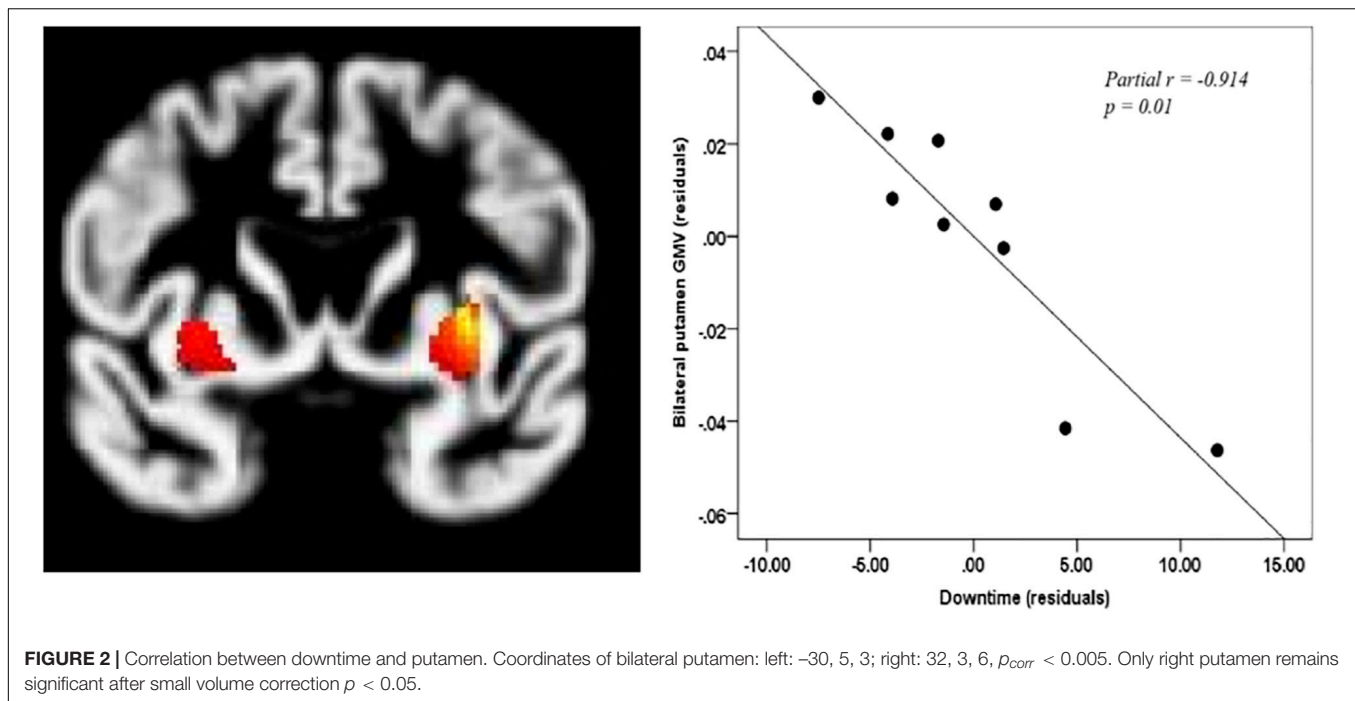 Partial r = -0.914
p = 0.01
Bilateral putamen GMV (residuals)
.04
.02
.00
-.02
-.04
-.06
-10.00 -5.00 .00 5.00 10.00 15.00
Downtime (residuals)
FIGURE 2 | Correlation between downtime and putamen. Coordinates of bilateral putamen: left: –30, 5, 3; right: 32, 3, 6, pcorr < 0.005. Only right putamen remains
significant after small volume correction p < 0.05.